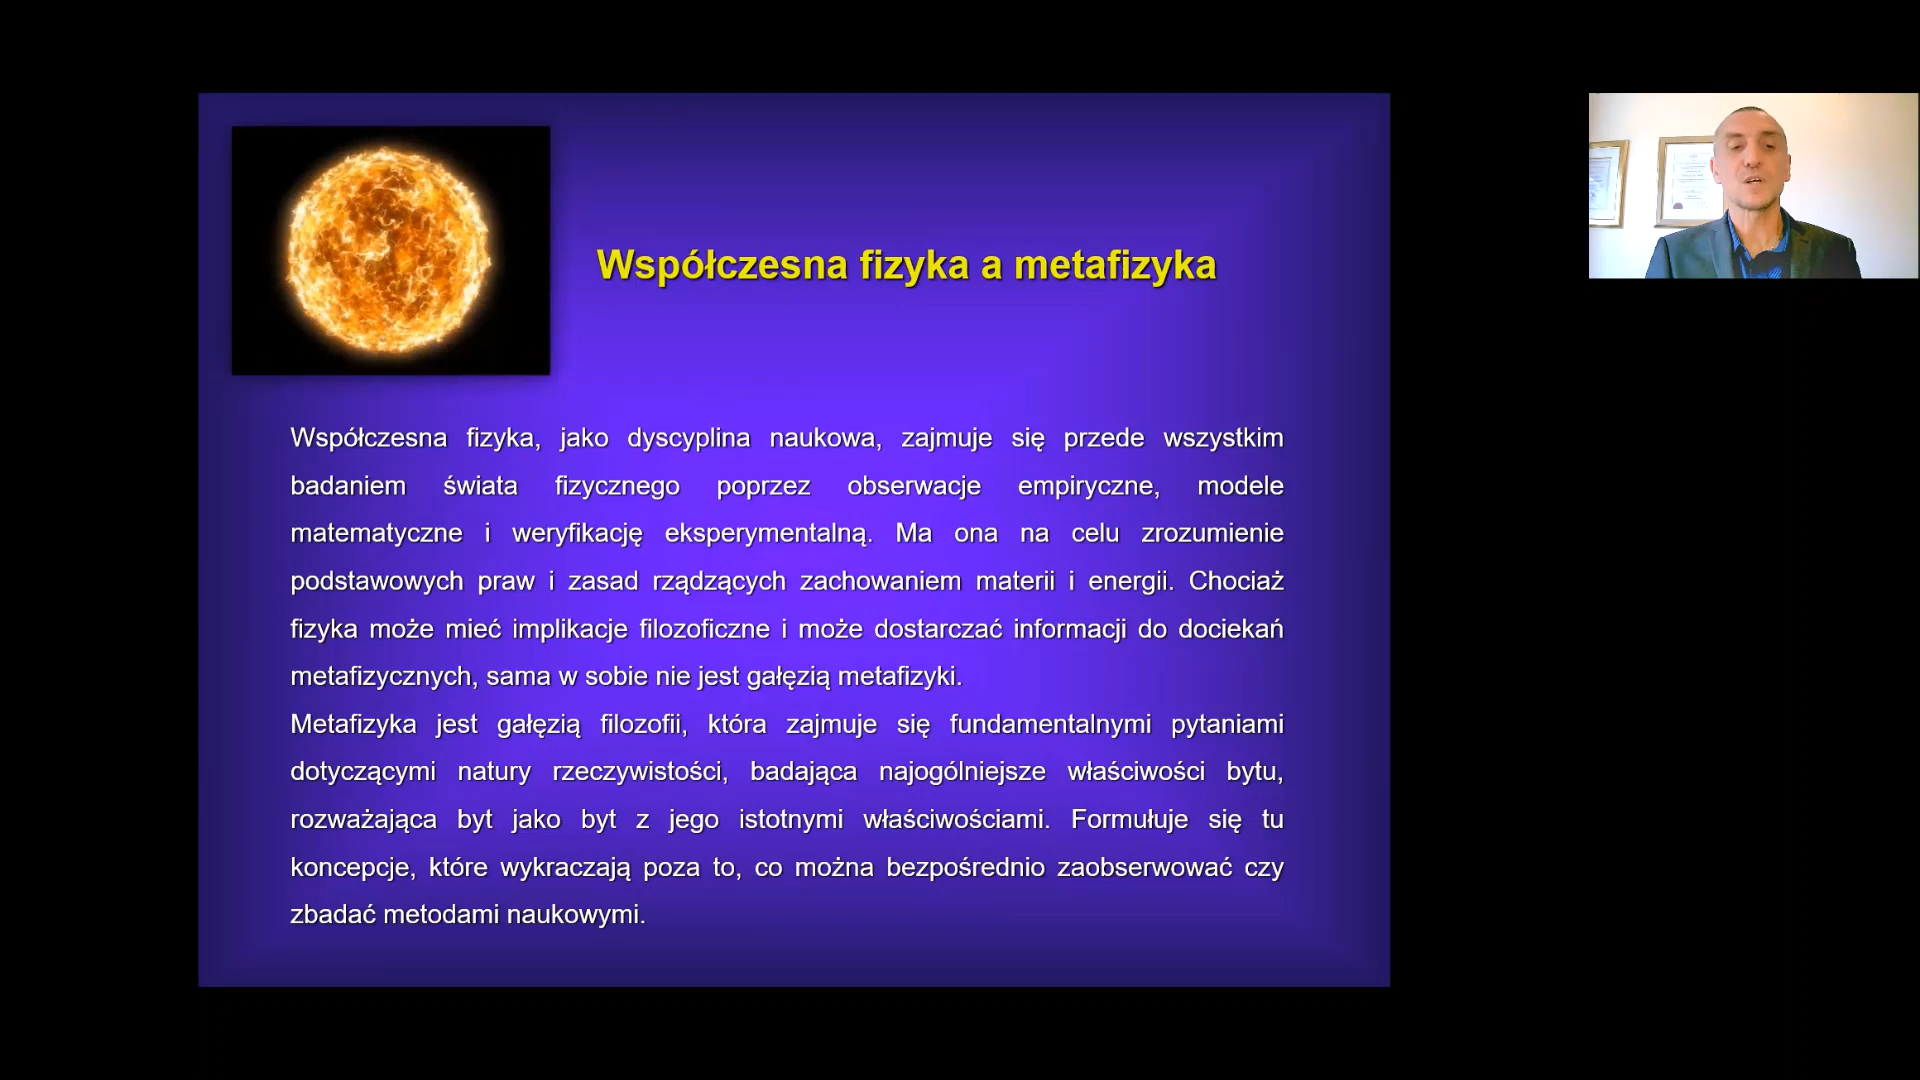 Współczesna fizyka a metafizyka
Współczesna fizyka, jako dyscyplina naukowa, zajmuje się przede wszystkim
badaniem świata fizycznego poprzez obserwacje empiryczne, modele
matematyczne i weryfikację eksperymentalną. Ma ona na celu zrozumienie
podstawowych praw i zasad rządzących zachowaniem materii i energii. Chociaż
fizyka może mieć implikacje filozoficzne i może dostarczać informacji do dociekań
metafizycznych, sama w sobie nie jest gałęzią metafizyki.
Metafizyka jest gałęzią filozofii, która zajmuje się fundamentalnymi pytaniami
dotyczącymi natury rzeczywistości, badająca najogólniejsze właściwości bytu,
rozważająca byt jako byt z jego istotnymi właściwościami. Formułuje się tu
koncepcje, które wykraczają poza to, co można bezpośrednio zaobserwować czy
zbadać metodami naukowymi.